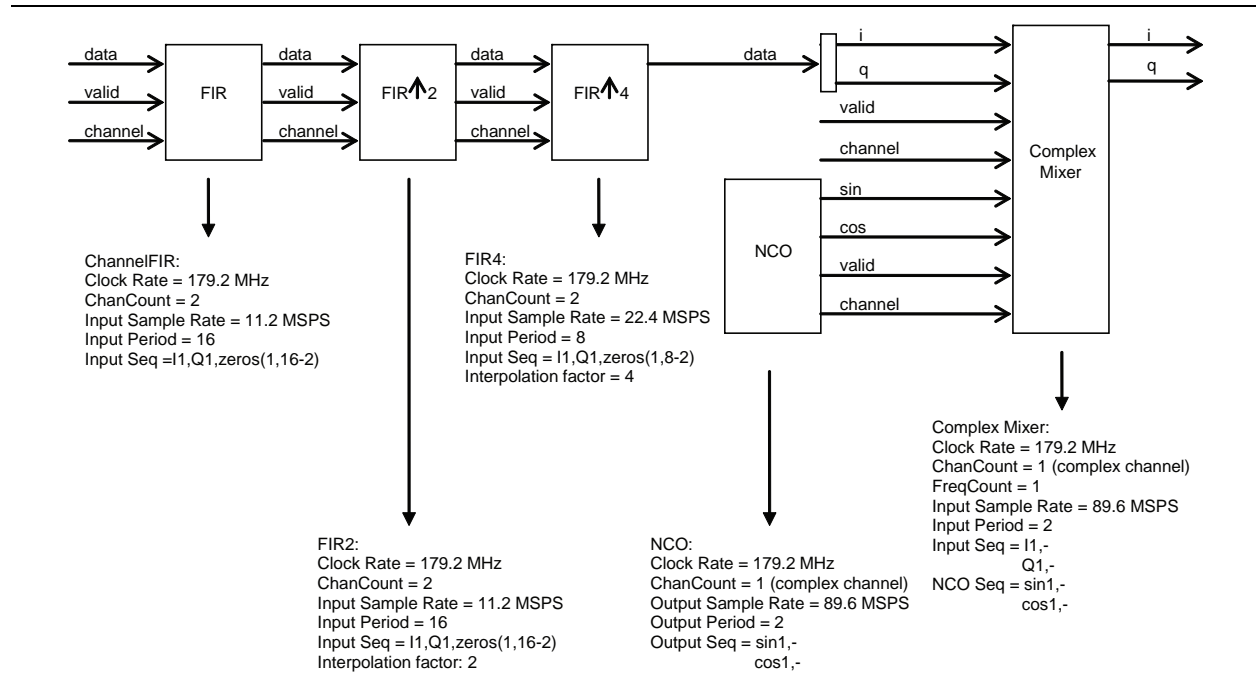 data
valid
channel
FIR
data
valid
channel
FIR↑2
data
valid
channel
FIR↑4
data
i
q
valid
channel
sin
cos
valid
channel
NCO
Complex
Mixer
i
q
ChannelFIR:
Clock Rate = 179.2 MHz
ChanCount = 2
Input Sample Rate = 11.2 MSPS
Input Period = 16
Input Seq =I1,Q1,zeros(1,16-2)
FIR4:
Clock Rate = 179.2 MHz
ChanCount = 2
Input Sample Rate = 22.4 MSPS
Input Period = 8
Input Seq = I1,Q1,zeros(1,8-2)
Interpolation factor = 4
FIR2:
Clock Rate = 179.2 MHz
ChanCount = 2
Input Sample Rate = 11.2 MSPS
Input Period = 16
Input Seq = I1,Q1,zeros(1,16-2)
Interpolation factor: 2
NCO:
Clock Rate = 179.2 MHz
ChanCount = 1 (complex channel)
Output Sample Rate = 89.6 MSPS
Output Period = 2
Output Seq = sin1,-
cos1,-
Complex Mixer:
Clock Rate = 179.2 MHz
ChanCount = 1 (complex channel)
FreqCount = 1
Input Sample Rate = 89.6 MSPS
Input Period = 2
Input Seq = I1,-
Q1,-
NCO Seq = sin1,-
cos1,-